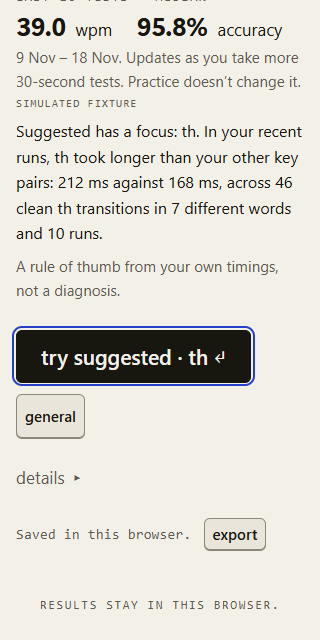 39.0 wpm 95.8% accuracy
9 Nov – 18 Nov. Updates as you take more
30-second tests. Practice doesn’t change it.
SIMULATED FIXTURE
Suggested has a focus: th. In your recent
runs, th took longer than your other key
pairs: 212 ms against 168 ms, across 46
clean th transitions in 7 different words
and 10 runs.
A rule of thumb from your own timings,
not a diagnosis.
try suggested · th ↵
general
details ▸
Saved in this browser. export
RESULTS STAY IN THIS BROWSER.